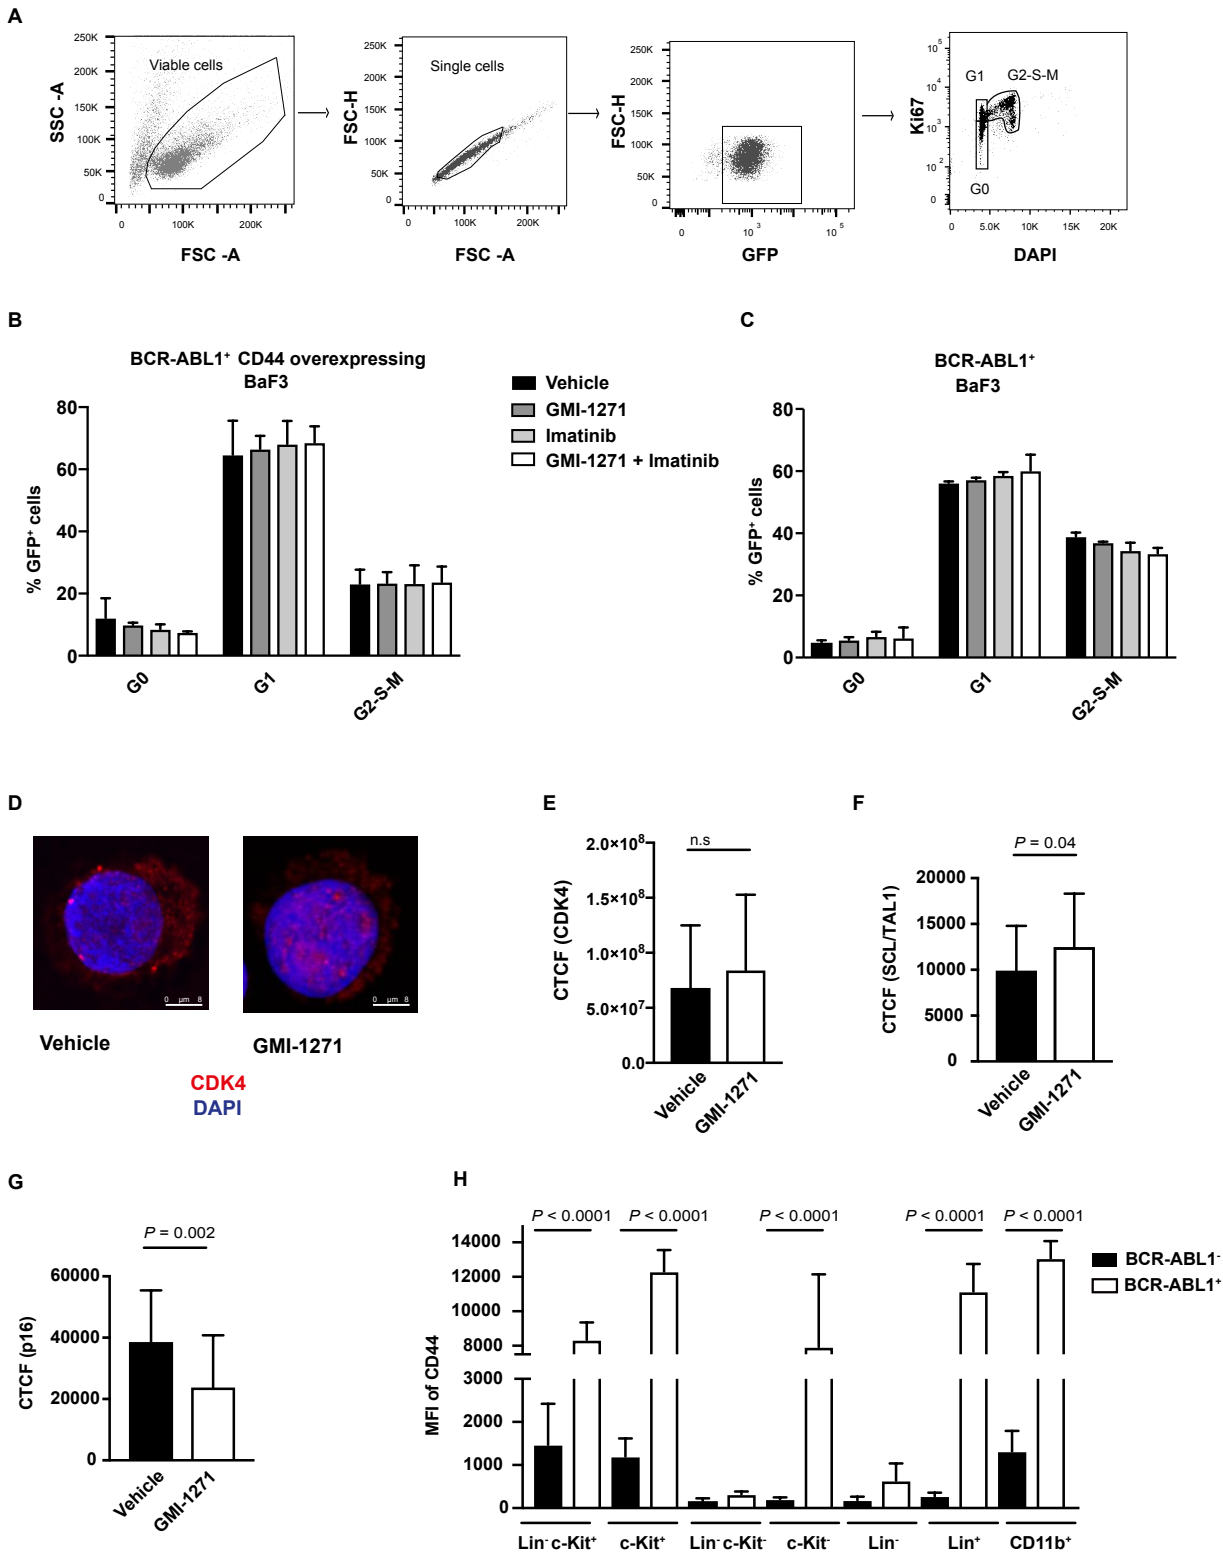 A
SSC -A
250K
200K
150K
100K
50K
0
Viable cells
0 100K 200K
FSC -A
FSC-H
250K
200K
150K
100K
50K
0
Single cells
0 100K 200K
FSC -A
FSC-H
250K
200K
150K
100K
50K
0
0 10³ 10⁵
GFP
Ki67
10⁵
10⁴
10³
10²
0
G1 G2-S-M
G0
0 5.0K 10K 15K 20K
DAPI
B
BCR-ABL1⁺ CD44 overexpressing
BaF3
% GFP⁺ cells
80
60
40
20
0
G0 G1 G2-S-M
Vehicle
GMI-1271
Imatinib
GMI-1271 + Imatinib
C
BCR-ABL1⁺
BaF3
% GFP⁺ cells
80
60
40
20
0
G0 G1 G2-S-M
D
0 µm 8
0 µm 8
Vehicle GMI-1271
CDK4
DAPI
E
n.s
CTCF (CDK4)
2.0×10⁸
1.5×10⁸
1.0×10⁸
5.0×10⁷
0.0
Vehicle GMI-1271
F
P = 0.04
CTCF (SCL/TAL1)
20000
15000
10000
5000
0
Vehicle GMI-1271
G
P = 0.002
CTCF (p16)
60000
40000
20000
0
Vehicle GMI-1271
H
P < 0.0001 P < 0.0001 P < 0.0001 P < 0.0001 P < 0.0001
MFI of CD44
14000
12000
10000
8000
3000
2000
1000
0
BCR-ABL1⁻
BCR-ABL1⁺
Lin⁻ c-Kit⁺ c-Kit⁺ Lin⁻ c-Kit⁻ c-Kit⁻ Lin⁻ Lin⁺ CD11b⁺